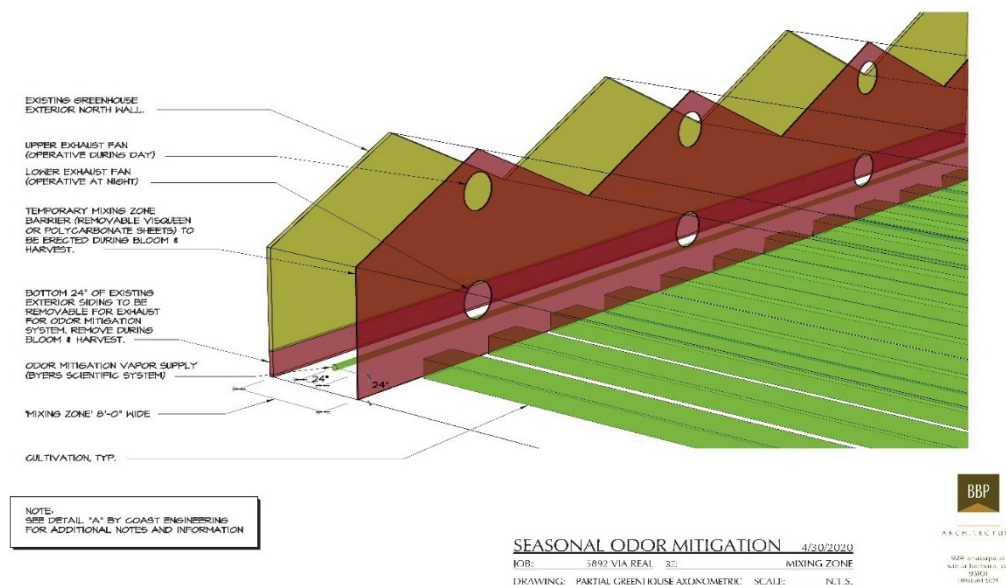 EXISTING GREENHOUSE
EXTERIOR NORTH WALL.
UPPER EXHAUST FAN
(OPERATIVE DURING DAY)
LOWER EXHAUST FAN
(OPERATIVE AT NIGHT)
TEMPORARY MIXING ZONE
BARRIER (REMOVABLE VISQUEEN
OR POLYCARBONATE SHEETS) TO
BE ERECTED DURING BLOOM &
HARVEST.
BOTTOM 24" OF EXISTING
EXTERIOR SIDING TO BE
REMOVABLE FOR EXHAUST
FOR ODOR MITIGATION
SYSTEM. REMOVE DURING
BLOOM & HARVEST.
ODOR MITIGATION VAPOR SUPPLY
(BYERS SCIENTIFIC SYSTEM)
24"
24"
'MIXING ZONE' 8'-0" WIDE
CULTIVATION, TYP.
NOTE:
SEE DETAIL "A" BY COAST ENGINEERING
FOR ADDITIONAL NOTES AND INFORMATION
SEASONAL ODOR MITIGATION 4/30/2020
JOB: 5892 VIA REAL RE: MIXING ZONE
DRAWING: PARTIAL GREENHOUSE AXONOMETRIC SCALE: N.T.S.
BBP
ARCHITECTURE
93101